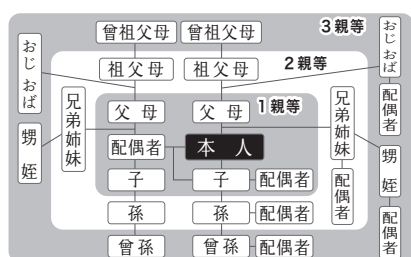 3親等
曾祖父母
曾祖父母
おじ おば
おじ おば
祖父母
祖父母
2親等
配偶者
兄弟姉妹
父母
父母
1親等
兄弟姉妹
甥 姪
配偶者
本人
甥 姪
子
子
配偶者
配偶者
孫
孫
配偶者
配偶者
曾孫
曾孫
配偶者